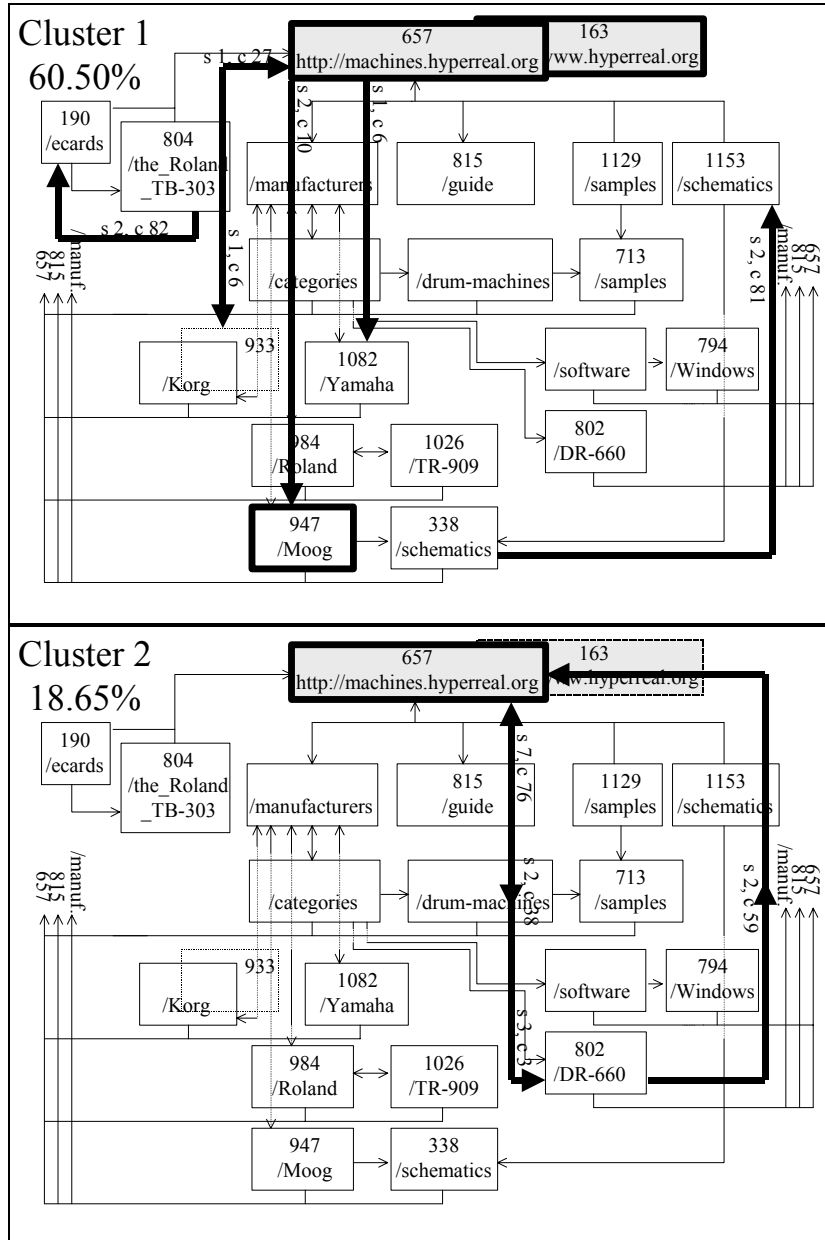 Cluster 1
60.50%
657
http://machines.hyperreal.org
163
www.hyperreal.org
s 1, c 27
s 2, c 10
s 1, c 6
190
/ecards
804
/the_Roland
_TB-303
/manufacturers
815
/guide
1129
/samples
1153
/schematics
s 2, c 82
s 1, c 6
657
815
/manuf.
/categories
/drum-machines
713
/samples
s 2, c 81
/manuf.
815
657
933
/Korg
1082
/Yamaha
/software
794
/Windows
984
/Roland
1026
/TR-909
802
/DR-660
947
/Moog
338
/schematics
Cluster 2
18.65%
657
http://machines.hyperreal.org
163
www.hyperreal.org
190
/ecards
804
/the_Roland
_TB-303
/manufacturers
815
/guide
s 7, c 76
1129
/samples
1153
/schematics
657
815
/manuf.
/categories
/drum-machines
s 2, c 38
713
/samples
s 2, c 59
/manuf.
815
657
933
/Korg
1082
/Yamaha
/software
794
/Windows
s 3, c 3
984
/Roland
1026
/TR-909
802
/DR-660
947
/Moog
338
/schematics